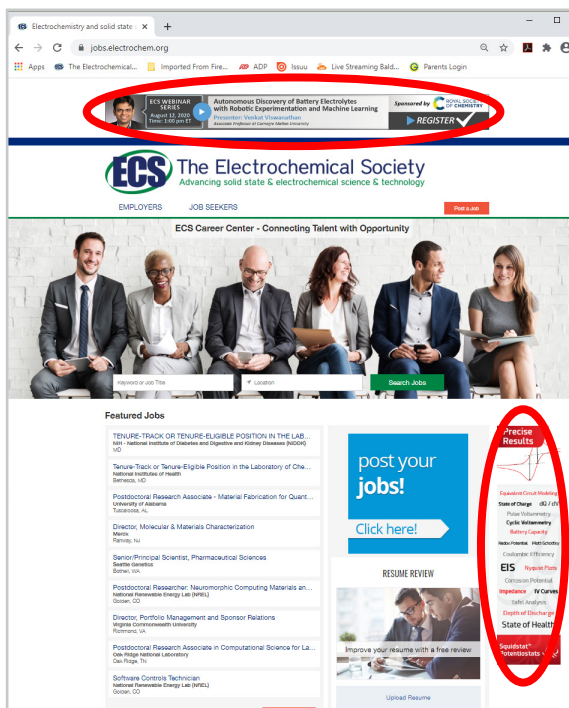 Electrochemistry and solid state s
jobs.electrochem.org
Apps The Electrochemical... Imported From Fire... ADP Issuu Live Streaming Bald... Parents Login
ECS WEBINAR
SERIES
August 12, 2020
Time: 1:00 pm ET
Autonomous Discovery of Battery Electrolytes
with Robotic Experimentation and Machine Learning
Presenter: Venkat Viswanathan
Associate Professor at Carnegie Mellon University
Sponsored by ROYAL SOCIETY
OF CHEMISTRY
REGISTER
ECS The Electrochemical Society
Advancing solid state & electrochemical science & technology
EMPLOYERS JOB SEEKERS
Post a Job
ECS Career Center - Connecting Talent with Opportunity
Keyword or Job Title
Location
Search Jobs
Featured Jobs
TENURE-TRACK OR TENURE-ELIGIBLE POSITION IN THE LAB...
NIH - National Institute of Diabetes and Digestive and Kidney Diseases (NIDDK)
MD
Tenure-Track or Tenure-Eligible Position in the Laboratory of Che...
National Institutes of Health
Bethesda, MD
Postdoctoral Research Associate - Material Fabrication for Quant...
University of Alabama
Tuscaloosa, AL
Director, Molecular & Materials Characterization
Merck
Rahway, NJ
Senior/Principal Scientist, Pharmaceutical Sciences
Seattle Genetics
Bothell, WA
Postdoctoral Researcher: Neuromorphic Computing Materials an...
National Renewable Energy Lab (NREL)
Golden, CO
Director, Portfolio Management and Sponsor Relations
Virginia Commonwealth University
Richmond, VA
Postdoctoral Research Associate in Computational Science for La...
Oak Ridge National Laboratory
Oak Ridge, TN
Software Controls Technician
National Renewable Energy Lab (NREL)
Golden, CO
post your
jobs!
Click here!
RESUME REVIEW
Improve your resume with a free review
Upload Resume
Precise
Results
Equivalent Circuit Modeling
State of Charge dQ / dV
Pulse Voltammetry
Cyclic Voltammetry
Battery Capacity
Redox Potential Mott-Schottky
Coulombic Efficiency
EIS Nyquist Plots
Corrosion Potential
Impedance IV Curves
Tafel Analysis
Depth of Discharge
State of Health
Squidstat®
Potentiostats